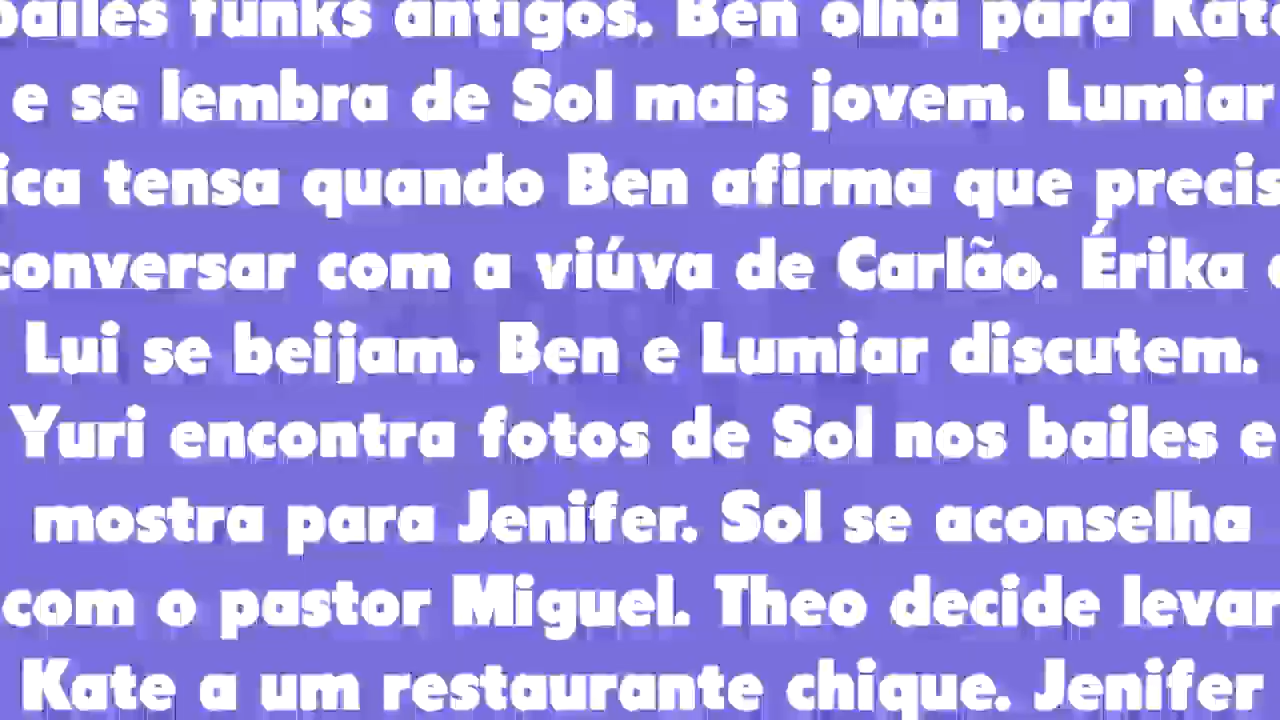 bailes funks antigos. Ben olha para Kate
e se lembra de Sol mais jovem. Lumiar
ica tensa quando Ben afirma que precis
conversar com a viúva de Carlão. Érika e
Lui se beijam. Ben e Lumiar discutem.
Yuri encontra fotos de Sol nos bailes e
mostra para Jenifer. Sol se aconselha
com o pastor Miguel. Theo decide levar
Kate a um restaurante chique. Jenifer